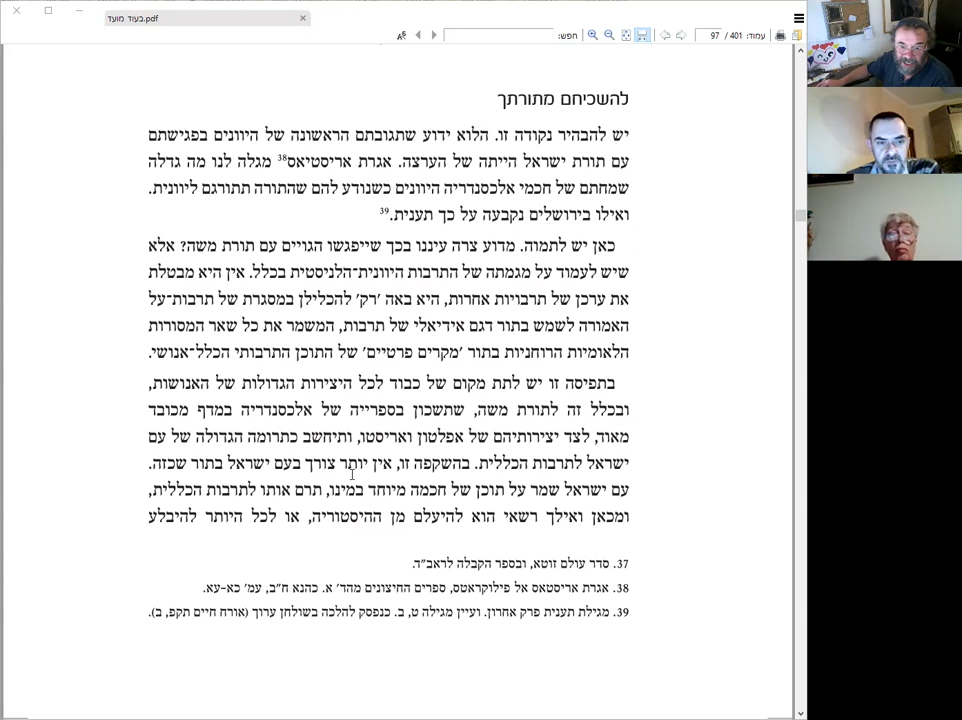 בעוד מועד.pdf
עמוד: 401 / 97
חפש:
להשכיחם מתורתך
יש להבהיר נקודה זו. הלוא ידוע שתגובתם הראשונה של היוונים בפגישתם
עם תורת ישראל הייתה של הערצה. אגרת אריסטיאס38 מגלה לנו מה גדלה
שמחתם של חכמי אלכסנדריה היוונים כשנודע להם שהתורה תתורגם ליוונית.
ואילו בירושלים נקבעה על כך תענית.39
כאן יש לתמוה. מדוע צרה עיננו בכך שייפגשו הגויים עם תורת משה? אלא
שיש לעמוד על מגמתה של התרבות היוונית־הלניסטית בכלל. אין היא מבטלת
את ערכן של תרבויות אחרות, היא באה 'רק' להכלילן במסגרת של תרבות־על
האמורה לשמש בתור דגם אידיאלי של תרבות, המשמר את כל שאר המסורות
הלאומיות הרוחניות בתור 'מקרים פרטיים' של התוכן התרבותי הכלל־אנושי.
בתפיסה זו יש לתת מקום של כבוד לכל היצירות הגדולות של האנושות,
ובכלל זה לתורת משה, שתשכון בספרייה של אלכסנדריה במדף מכובד
מאוד, לצד יצירותיהם של אפלטון ואריסטו, ותיחשב כתרומה הגדולה של עם
ישראל לתרבות הכללית. בהשקפה זו, אין יותר צורך בעם ישראל בתור שכזה.
עם ישראל שמר על תוכן של חכמה מיוחד במינו, תרם אותו לתרבות הכללית,
ומכאן ואילך רשאי הוא להיעלם מן ההיסטוריה, או לכל היותר להיבלע
37. סדר עולם זוטא, ובספר הקבלה לראב"ד.
38. אגרת אריסטאס אל פילוקראטס, ספרים החיצונים מהד' א. כהנא ח"ב, עמ' כא-עא.
39. מגילת תענית פרק אחרון. ועיין מגילה ט, ב. כנפסק להלכה בשולחן ערוך (אורח חיים תקפ, ב).